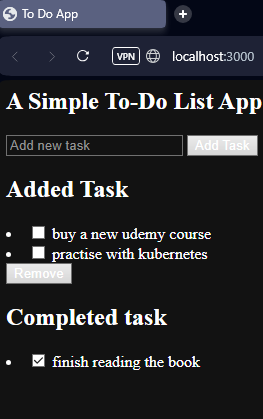 To Do App
VPN localhost:3000
A Simple To-Do List App
Add new task Add Task
Added Task
buy a new udemy course
practise with kubernetes
Remove
Completed task
finish reading the book